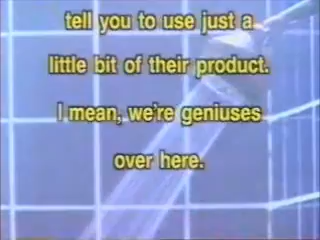 tell you to use just a
little bit of their product.
I mean, we're geniuses
over here.